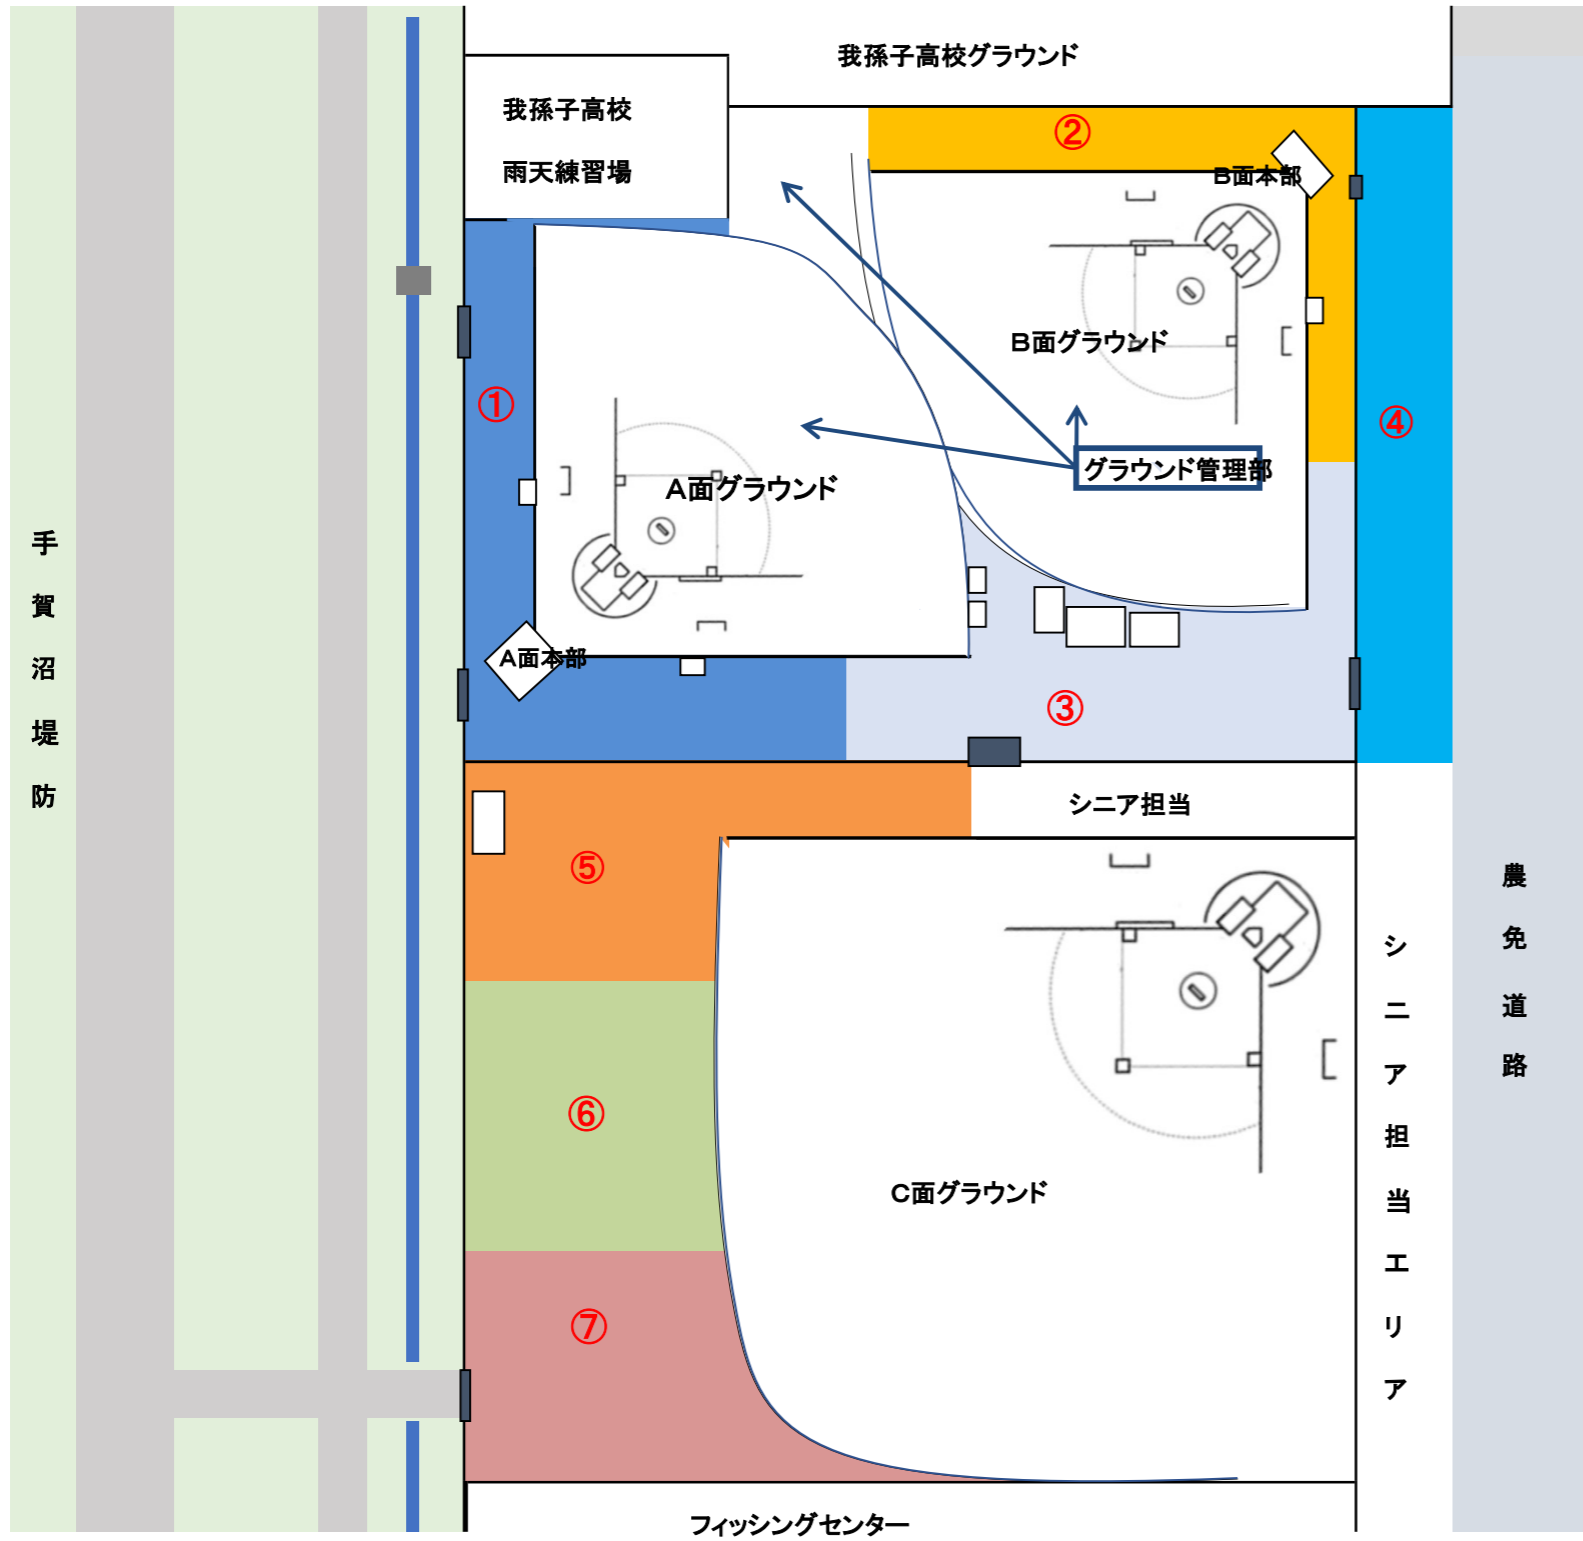 我孫子高校グラウンド
我孫子高校
雨天練習場
②
B面本部
B面グラウンド
①
④
グラウンド管理部
A面グラウンド
手賀沼堤防
A面本部
③
シニア担当
⑤
農免道路
シニア担当エリア
⑥
C面グラウンド
⑦
フィッシングセンター